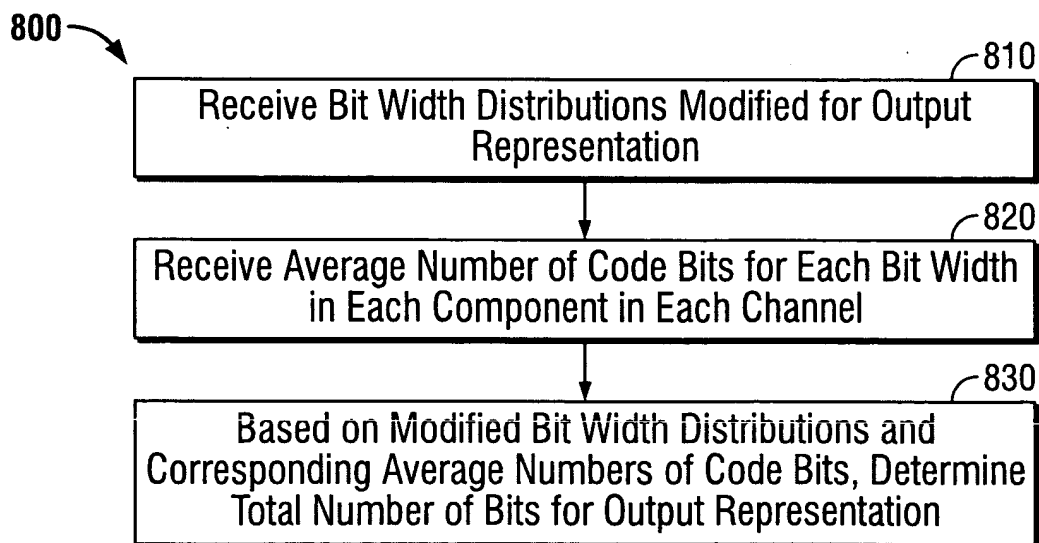 800
810
Receive Bit Width Distributions Modified for Output
Representation
820
Receive Average Number of Code Bits for Each Bit Width
in Each Component in Each Channel
830
Based on Modified Bit Width Distributions and
Corresponding Average Numbers of Code Bits, Determine
Total Number of Bits for Output Representation